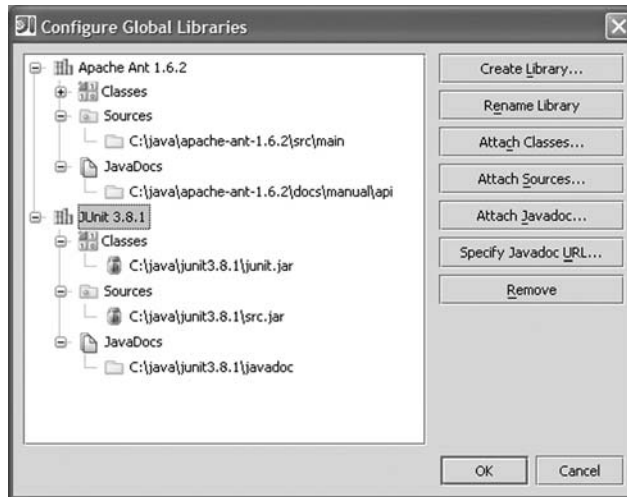 Configure Global Libraries
Apache Ant 1.6.2
Classes
Sources
C:\java\apache-ant-1.6.2\src\main
JavaDocs
C:\java\apache-ant-1.6.2\docs\manual\api
JUnit 3.8.1
Classes
C:\java\junit3.8.1\junit.jar
Sources
C:\java\junit3.8.1\src.jar
JavaDocs
C:\java\junit3.8.1\javadoc
Create Library...
Rename Library
Attach Classes...
Attach Sources...
Attach Javadoc...
Specify Javadoc URL...
Remove
OK
Cancel